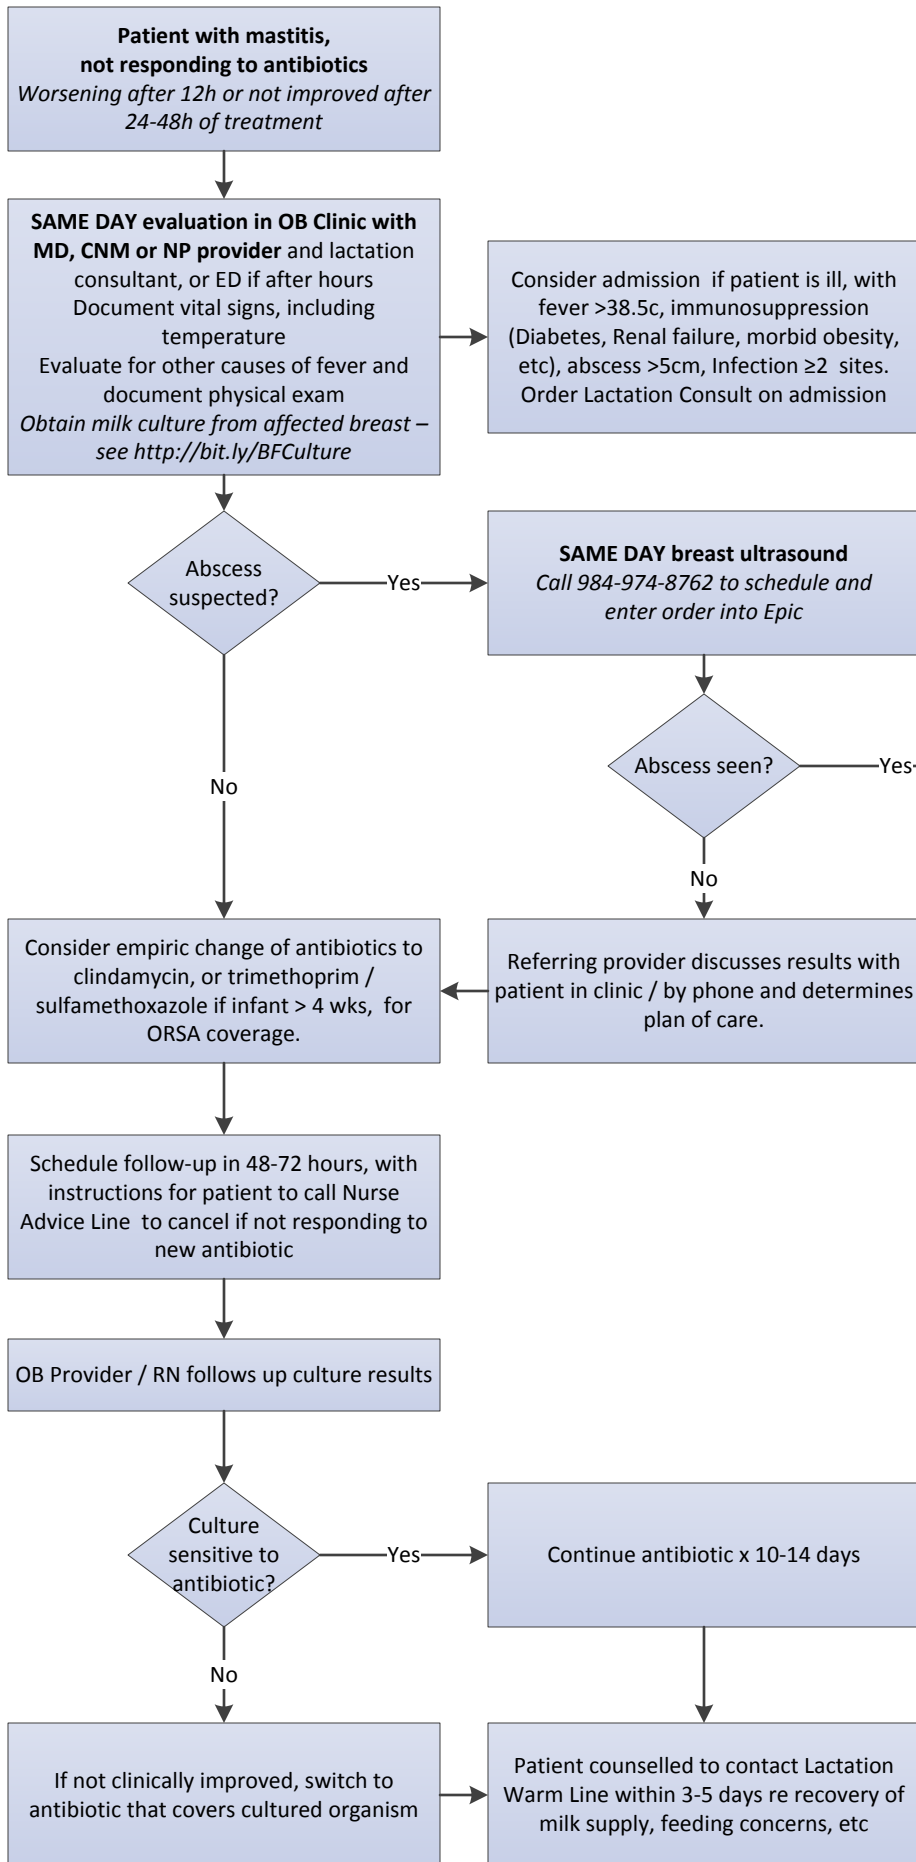 Patient with mastitis,
not responding to antibiotics
Worsening after 12h or not improved after
24-48h of treatment
SAME DAY evaluation in OB Clinic with
MD, CNM or NP provider and lactation
consultant, or ED if after hours
Document vital signs, including
temperature
Evaluate for other causes of fever and
document physical exam
Obtain milk culture from affected breast –
see http://bit.ly/BFCulture
Consider admission if patient is ill, with
fever >38.5c, immunosuppression
(Diabetes, Renal failure, morbid obesity,
etc), abscess >5cm, Infection ≥2 sites.
Order Lactation Consult on admission
Abscess
suspected?
Yes
SAME DAY breast ultrasound
Call 984-974-8762 to schedule and
enter order into Epic
No
Abscess seen?
Yes
No
Consider empiric change of antibiotics to
clindamycin, or trimethoprim /
sulfamethoxazole if infant > 4 wks, for
ORSA coverage.
Referring provider discusses results with
patient in clinic / by phone and determines
plan of care.
Schedule follow-up in 48-72 hours, with
instructions for patient to call Nurse
Advice Line to cancel if not responding to
new antibiotic
OB Provider / RN follows up culture results
Culture
sensitive to
antibiotic?
Yes
Continue antibiotic x 10-14 days
No
If not clinically improved, switch to
antibiotic that covers cultured organism
Patient counselled to contact Lactation
Warm Line within 3-5 days re recovery of
milk supply, feeding concerns, etc